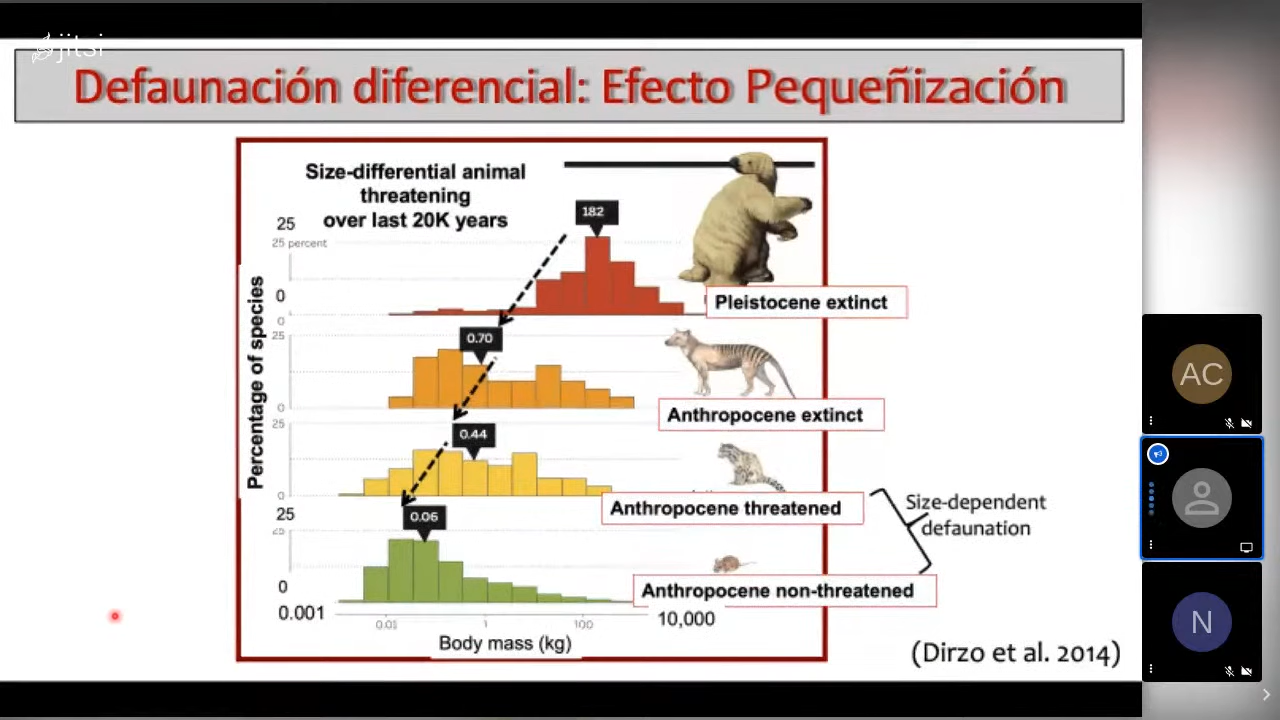 jitsi
Defaunación diferencial: Efecto Pequeñización
Size-differential animal
threatening
over last 20K years
182
25
25 percent
0
0
Pleistocene extinct
25
0.70
0
Anthropocene extinct
25
0.44
0
Anthropocene threatened
Percentage of species
25
25
0.06
0
Anthropocene non-threatened
Size-dependent
defaunation
0.001
0.01
1
100
10,000
Body mass (kg)
(Dirzo et al. 2014)
AC
N